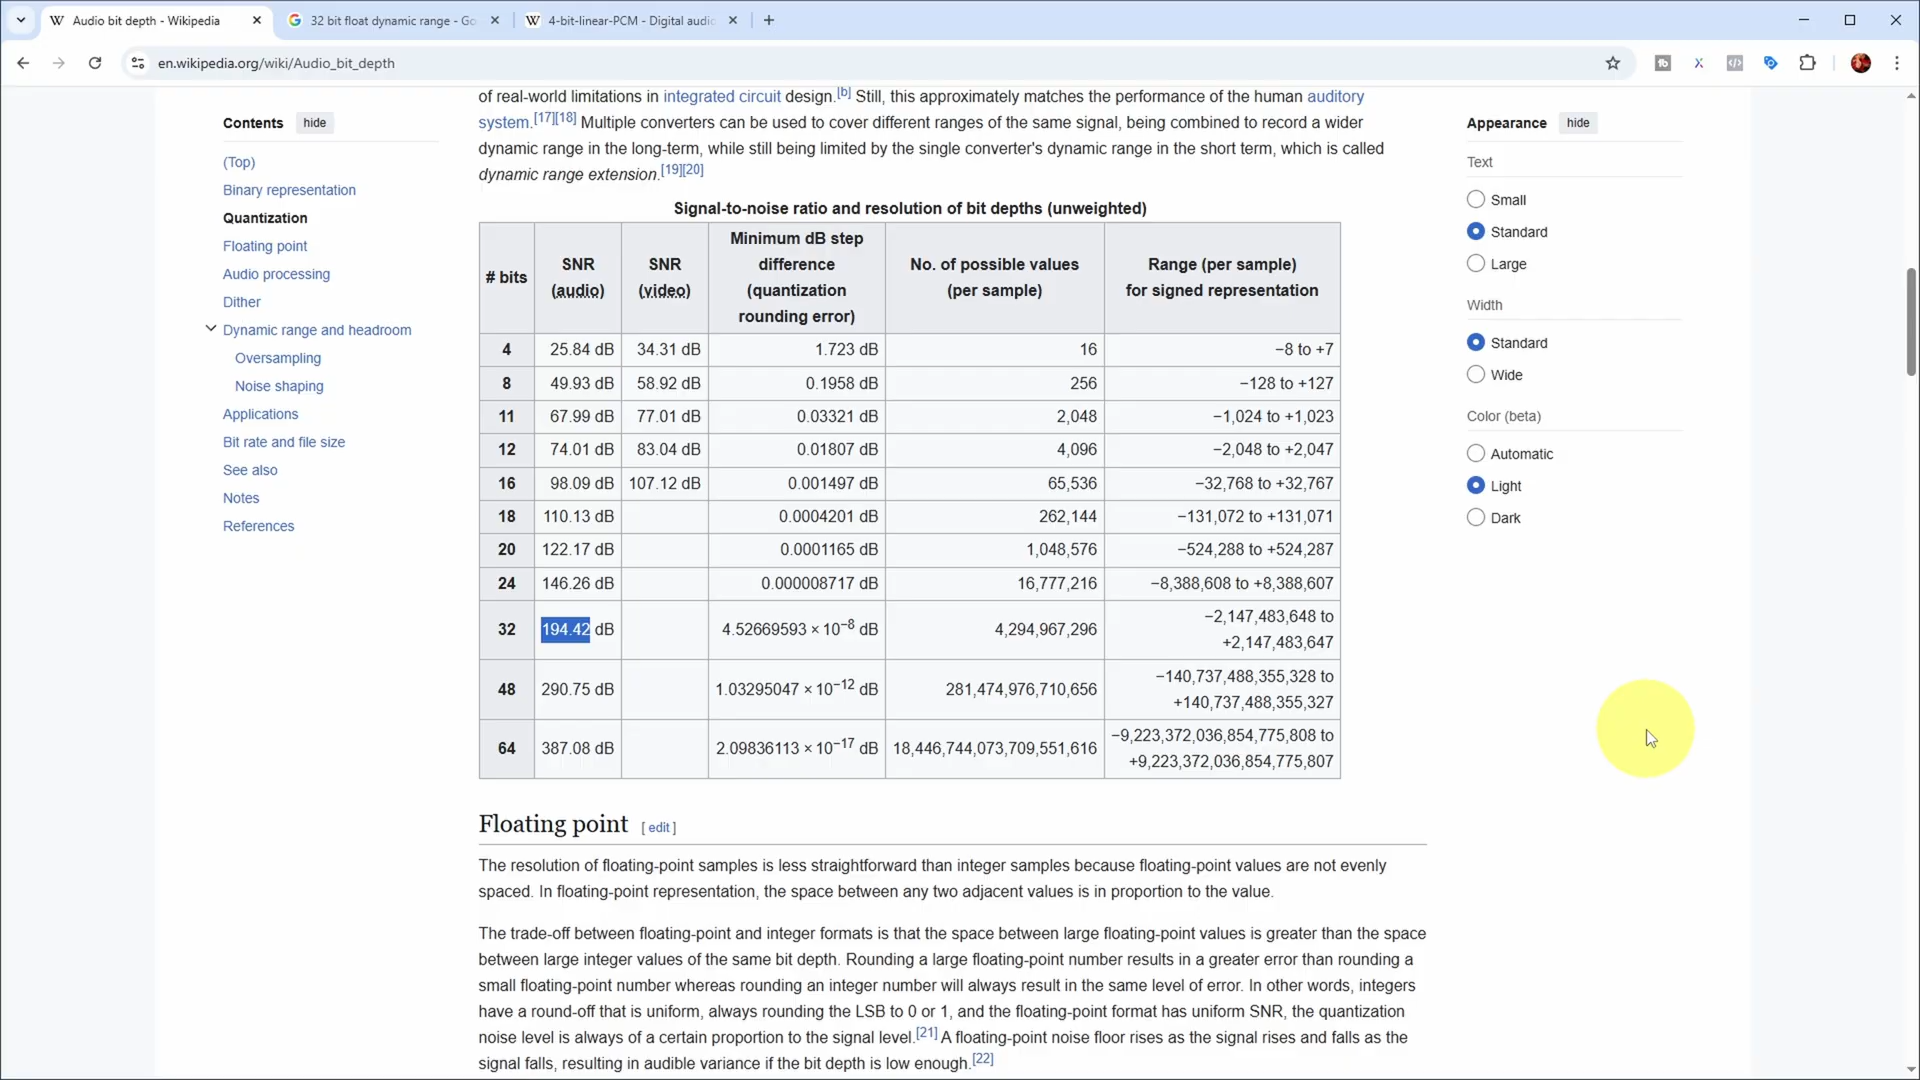 Audio bit depth - Wikipedia
32 bit float dynamic range - Go
4-bit-linear-PCM - Digital audio
en.wikipedia.org/wiki/Audio_bit_depth
Contents hide
(Top)
Binary representation
Quantization
Floating point
Audio processing
Dither
Dynamic range and headroom
Oversampling
Noise shaping
Applications
Bit rate and file size
See also
Notes
References
of real-world limitations in integrated circuit design.[b] Still, this approximately matches the performance of the human auditory
system.[17][18] Multiple converters can be used to cover different ranges of the same signal, being combined to record a wider
dynamic range in the long-term, while still being limited by the single converter's dynamic range in the short term, which is called
dynamic range extension.[19][20]
Signal-to-noise ratio and resolution of bit depths (unweighted)
# bits SNR (audio) SNR (video) Minimum dB step difference (quantization rounding error) No. of possible values (per sample) Range (per sample) for signed representation
4 25.84 dB 34.31 dB 1.723 dB 16 −8 to +7
8 49.93 dB 58.92 dB 0.1958 dB 256 −128 to +127
11 67.99 dB 77.01 dB 0.03321 dB 2,048 −1,024 to +1,023
12 74.01 dB 83.04 dB 0.01807 dB 4,096 −2,048 to +2,047
16 98.09 dB 107.12 dB 0.001497 dB 65,536 −32,768 to +32,767
18 110.13 dB 0.0004201 dB 262,144 −131,072 to +131,071
20 122.17 dB 0.0001165 dB 1,048,576 −524,288 to +524,287
24 146.26 dB 0.000008717 dB 16,777,216 −8,388,608 to +8,388,607
32 194.42 dB 4.52669593 × 10−8 dB 4,294,967,296 −2,147,483,648 to
+2,147,483,647
48 290.75 dB 1.03295047 × 10−12 dB 281,474,976,710,656 −140,737,488,355,328 to
+140,737,488,355,327
64 387.08 dB 2.09836113 × 10−17 dB 18,446,744,073,709,551,616 −9,223,372,036,854,775,808 to
+9,223,372,036,854,775,807
Floating point [ edit ]
The resolution of floating-point samples is less straightforward than integer samples because floating-point values are not evenly
spaced. In floating-point representation, the space between any two adjacent values is in proportion to the value.
The trade-off between floating-point and integer formats is that the space between large floating-point values is greater than the space
between large integer values of the same bit depth. Rounding a large floating-point number results in a greater error than rounding a
small floating-point number whereas rounding an integer number will always result in the same level of error. In other words, integers
have a round-off that is uniform, always rounding the LSB to 0 or 1, and the floating-point format has uniform SNR, the quantization
noise level is always of a certain proportion to the signal level.[21] A floating-point noise floor rises as the signal rises and falls as the
signal falls, resulting in audible variance if the bit depth is low enough.[22]
Appearance hide
Text
Small
Standard
Large
Width
Standard
Wide
Color (beta)
Automatic
Light
Dark